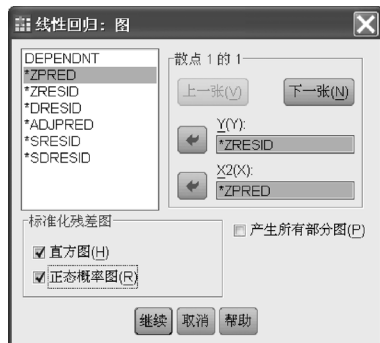 线性回归：图
DEPENDNT
*ZPRED
*ZRESID
*DRESID
*ADJPRED
*SRESID
*SDRESID
散点 1 的 1
上一张(V)
下一张(N)
Y(Y):
*ZRESID
X2(X):
*ZPRED
标准化残差图
直方图(H)
正态概率图(R)
产生所有部分图(P)
继续
取消
帮助